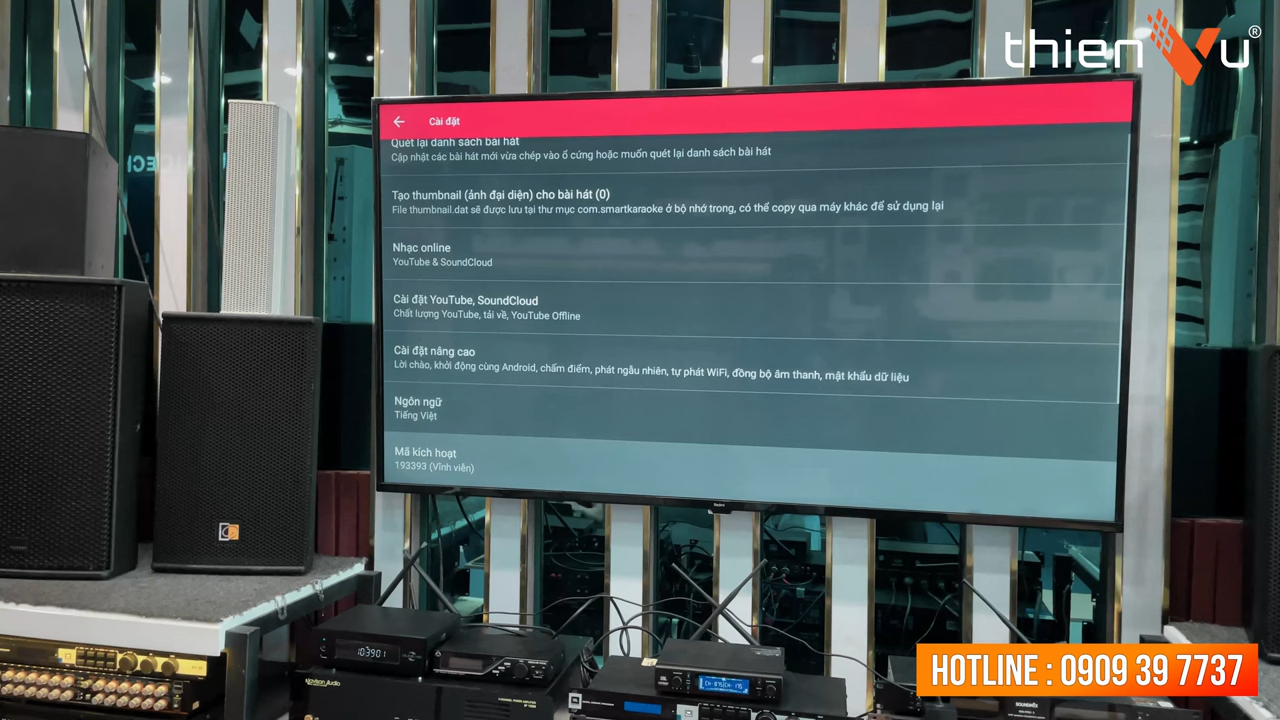 thienVu®
Cài đặt
Quét lại danh sách bài hát
Cập nhật các bài hát mới vừa chép vào ổ cứng hoặc muốn quét lại danh sách bài hát
Tạo thumbnail (ảnh đại diện) cho bài hát (0)
File thumbnail.dat sẽ được lưu tại thư mục com.smartkaraoke ở bộ nhớ trong, có thể copy qua máy khác để sử dụng lại
Nhạc online
YouTube & SoundCloud
Cài đặt YouTube, SoundCloud
Chất lượng YouTube, tải về, YouTube Offline
Cài đặt nâng cao
Lời chào, khởi động cùng Android, chấm điểm, phát ngẫu nhiên, tự phát WiFi, đồng bộ âm thanh, mật khẩu dữ liệu
Ngôn ngữ
Tiếng Việt
Mã kích hoạt
193393 (Vĩnh viễn)
Redmi
103901
Navison Audio
JBL
HOTLINE : 0909 39 7737